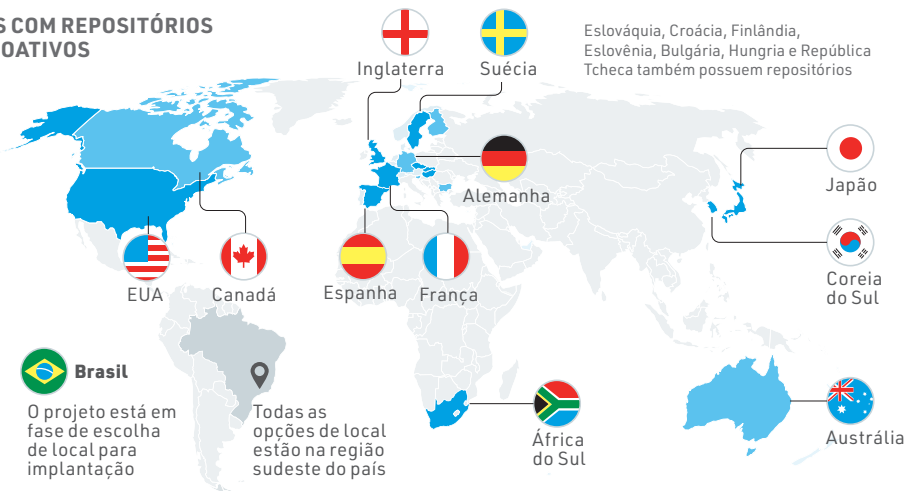 S COM REPOSITÓRIOS
OATIVOS
Inglaterra
Suécia
Eslováquia, Croácia, Finlândia,
Eslovênia, Bulgária, Hungria e República
Tcheca também possuem repositórios
Alemanha
Japão
EUA
Canadá
Espanha
França
Coreia
do Sul
Brasil
O projeto está em
fase de escolha
de local para
implantação
Todas as
opções de local
estão na região
sudeste do país
África
do Sul
Austrália